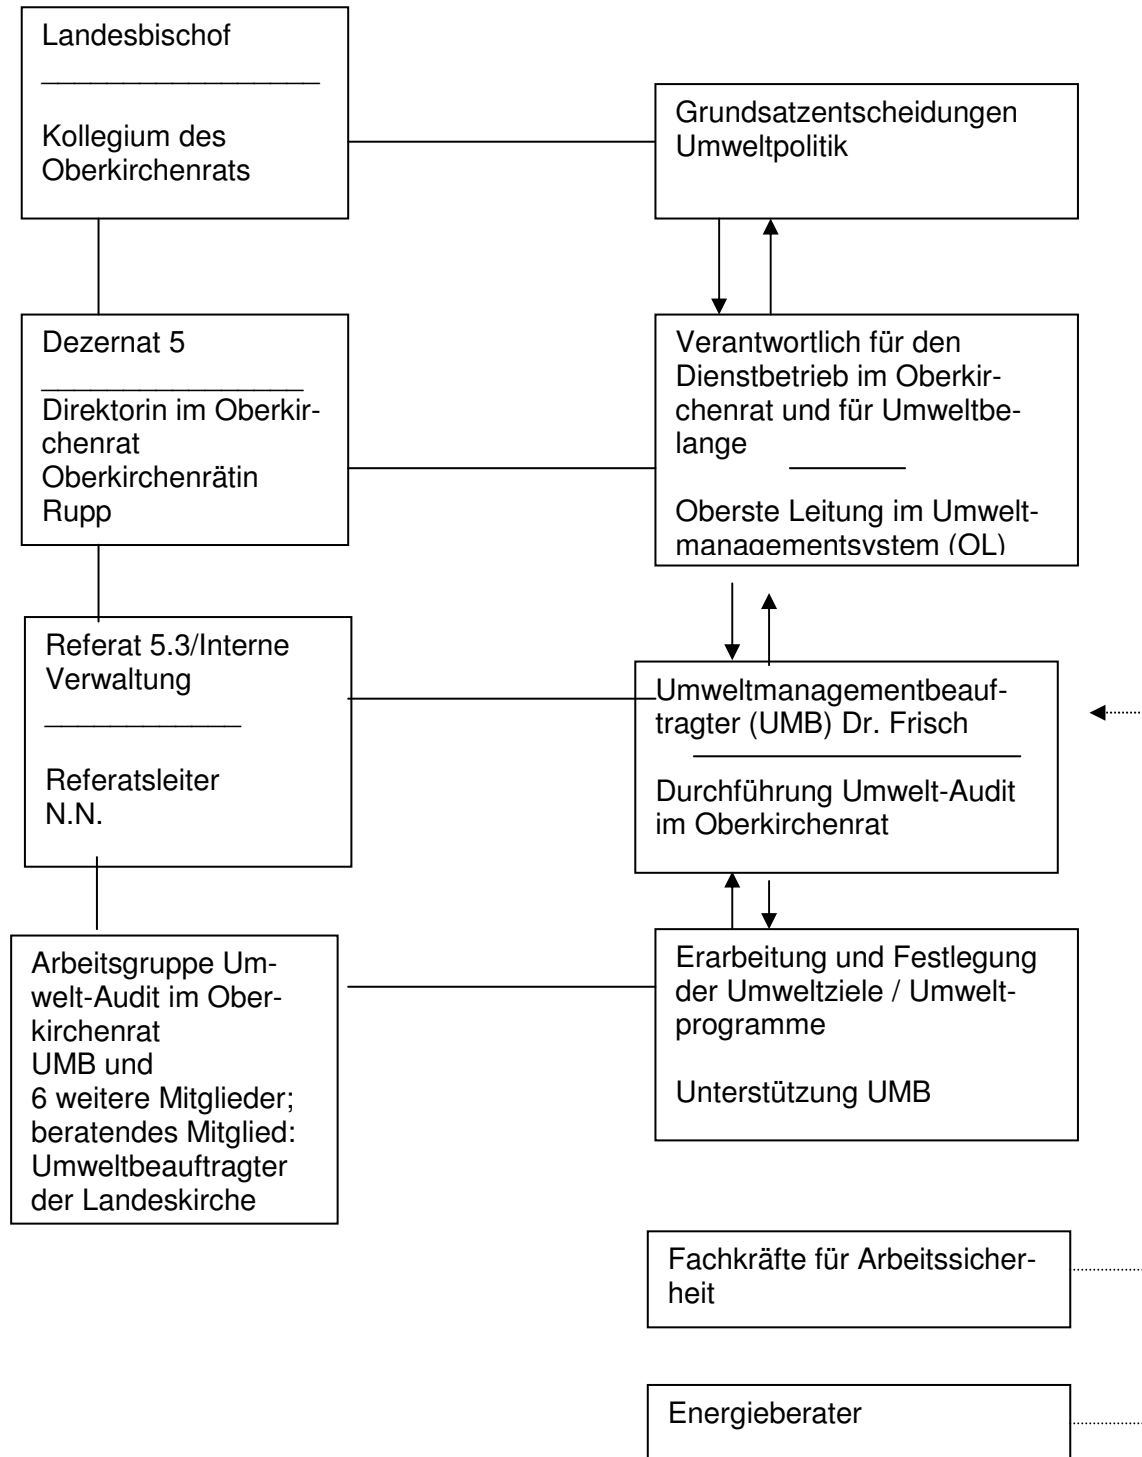 Landesbischof
Kollegium des
Oberkirchenrats
Grundsatzentscheidungen
Umweltpolitik
Dezernat 5
Direktorin im Oberkir-
chenrat
Oberkirchenrätin
Rupp
Verantwortlich für den
Dienstbetrieb im Oberkir-
chenrat und für Umweltbe-
lange
Oberste Leitung im Umwelt-
managementsystem (OL)
Referat 5.3/Interne
Verwaltung
Referatsleiter
N.N.
Umweltmanagementbeauf-
tragter (UMB) Dr. Frisch
Durchführung Umwelt-Audit
im Oberkirchenrat
Arbeitsgruppe Um-
welt-Audit im Ober-
kirchenrat
UMB und
6 weitere Mitglieder;
beratendes Mitglied:
Umweltbeauftragter
der Landeskirche
Erarbeitung und Festlegung
der Umweltziele / Umwelt-
programme
Unterstützung UMB
Fachkräfte für Arbeitssicher-
heit
Energieberater